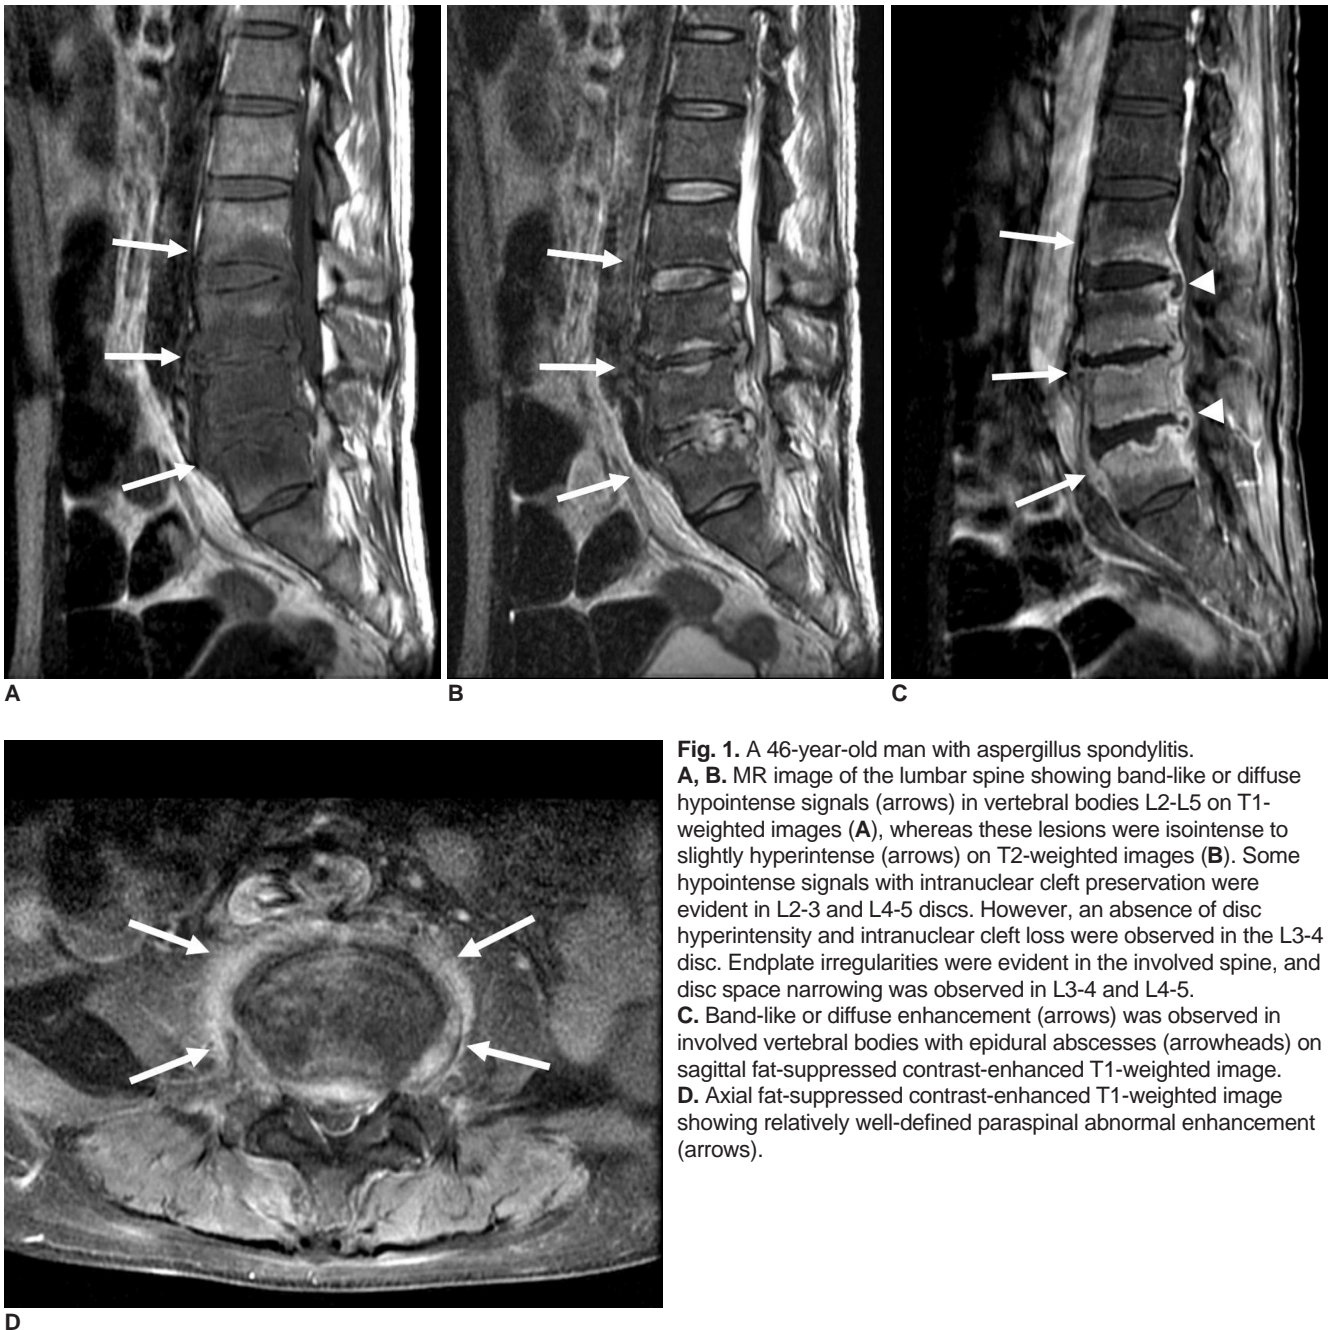 A
B
C
Fig. 1. A 46-year-old man with aspergillus spondylitis.
A, B. MR image of the lumbar spine showing band-like or diffuse
hypointense signals (arrows) in vertebral bodies L2-L5 on T1-
weighted images (A), whereas these lesions were isointense to
slightly hyperintense (arrows) on T2-weighted images (B). Some
hypointense signals with intranuclear cleft preservation were
evident in L2-3 and L4-5 discs. However, an absence of disc
hyperintensity and intranuclear cleft loss were observed in the L3-4
disc. Endplate irregularities were evident in the involved spine, and
disc space narrowing was observed in L3-4 and L4-5.
C. Band-like or diffuse enhancement (arrows) was observed in
involved vertebral bodies with epidural abscesses (arrowheads) on
sagittal fat-suppressed contrast-enhanced T1-weighted image.
D. Axial fat-suppressed contrast-enhanced T1-weighted image
showing relatively well-defined paraspinal abnormal enhancement
(arrows).
D